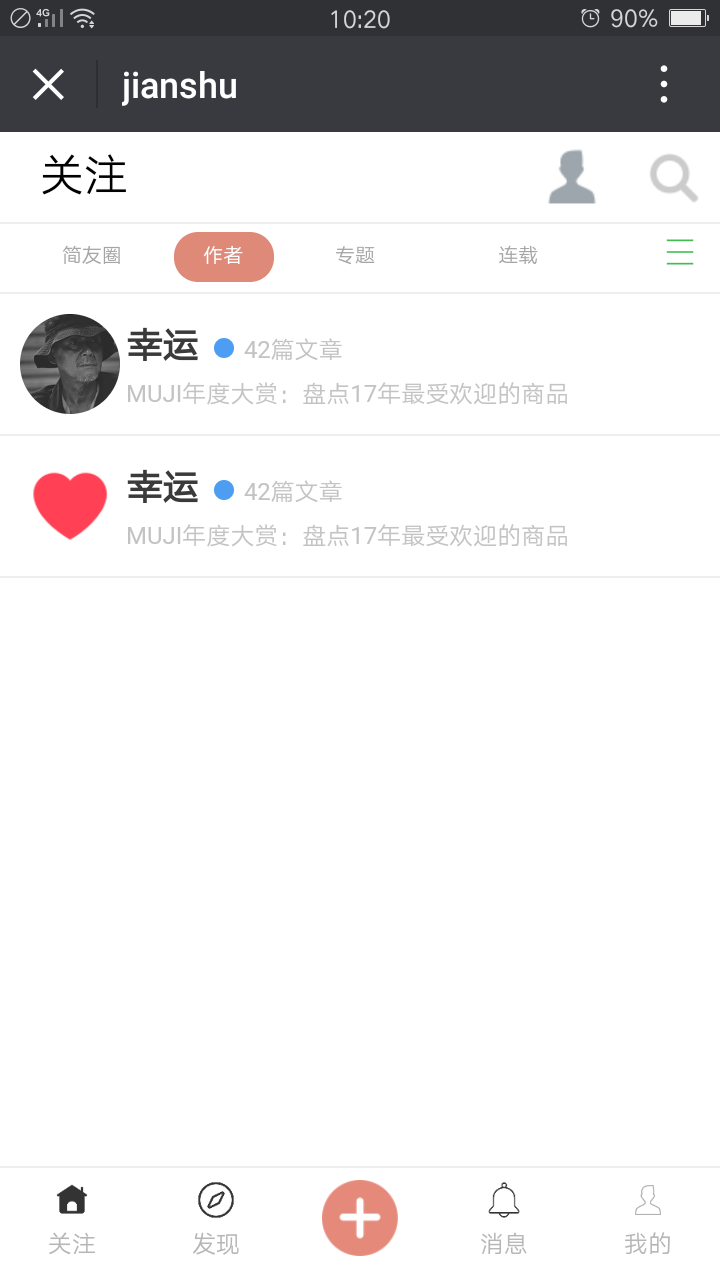 4G 10:20 90%
jianshu
关注
简友圈 作者 专题 连载
幸运 42篇文章
MUJI年度大赏：盘点17年最受欢迎的商品
幸运 42篇文章
MUJI年度大赏：盘点17年最受欢迎的商品
关注 发现 消息 我的